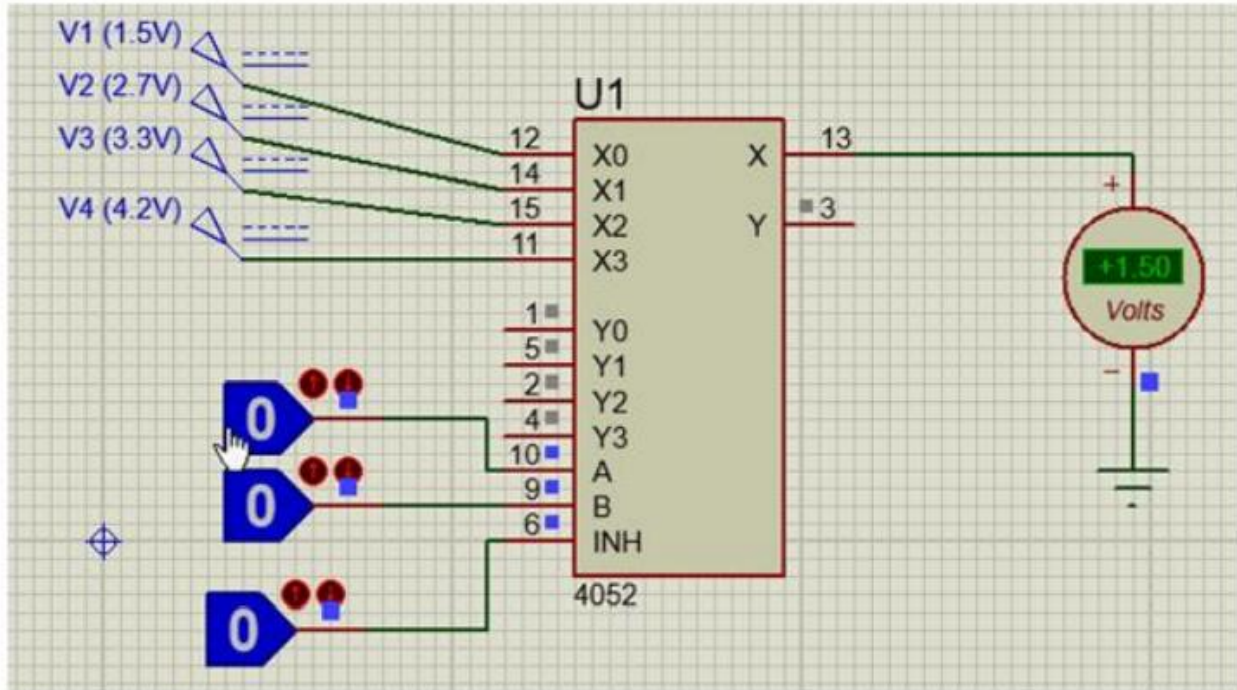 V1 (1.5V)
V2 (2.7V)
V3 (3.3V)
V4 (4.2V)
U1
12 X0
14 X1
15 X2
11 X3
1 Y0
5 Y1
2 Y2
4 Y3
10 A
9 B
6 INH
X 13
Y 3
4052
0
0
0
+
+1.50
Volts
−